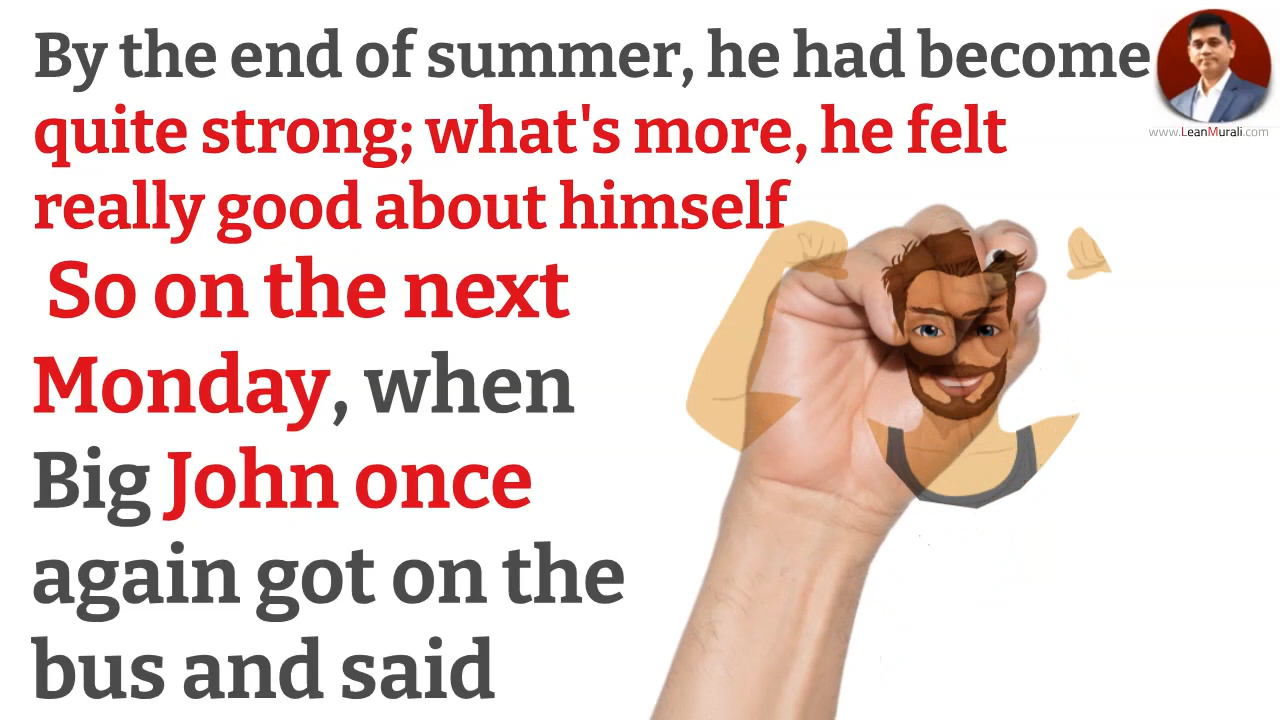 By the end of summer, he had become
quite strong; what's more, he felt
really good about himself
So on the next
Monday, when
Big John once
again got on the
bus and said
www.LeanMurali.com